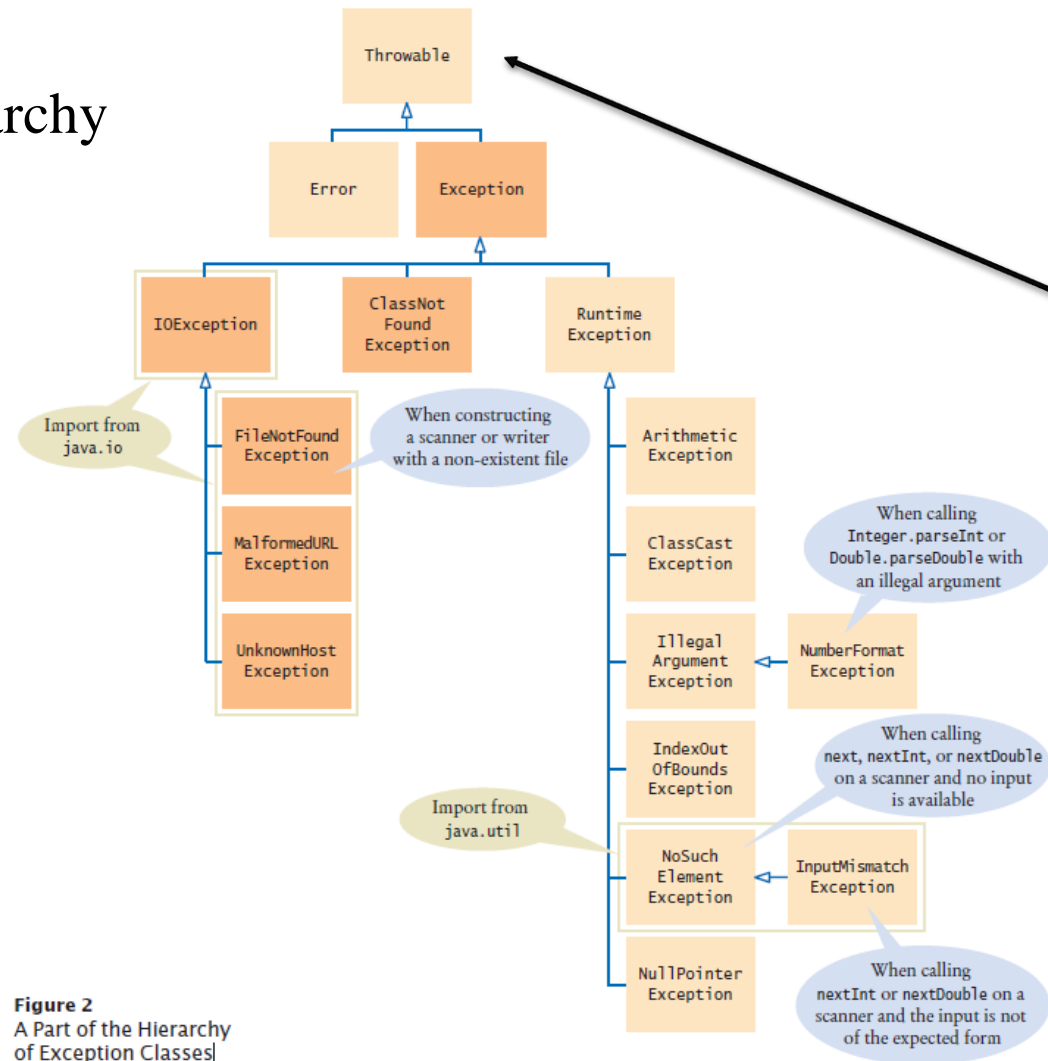 Throwable
archy
Error
Exception
IOException
ClassNot
Found
Exception
Runtime
Exception
Import from
java.io
FileNotFound
Exception
When constructing
a scanner or writer
with a non-existent file
Arithmetic
Exception
MalformedURL
Exception
ClassCast
Exception
When calling
Integer.parseInt or
Double.parseDouble with
an illegal argument
UnknownHost
Exception
Illegal
Argument
Exception
NumberFormat
Exception
IndexOut
OfBounds
Exception
When calling
next, nextInt, or nextDouble
on a scanner and no input
is available
Import from
java.util
NoSuch
Element
Exception
InputMismatch
Exception
NullPointer
Exception
When calling
nextInt or nextDouble on a
scanner and the input is not
of the expected form
Figure 2
A Part of the Hierarchy
of Exception Classes